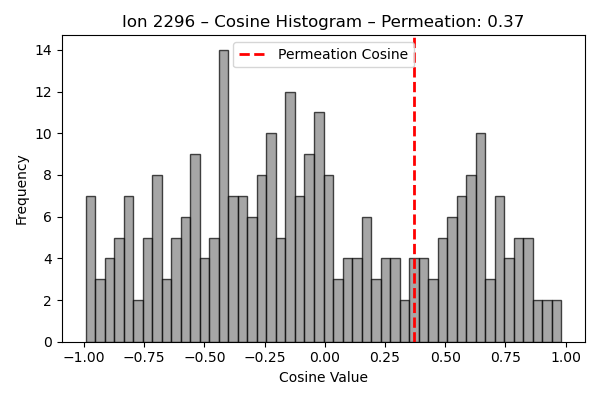 Ion 2296 – Cosine Histogram – Permeation: 0.37
Permeation Cosine
Frequency
14
12
10
8
6
4
2
0
−1.00 −0.75 −0.50 −0.25 0.00 0.25 0.50 0.75 1.00
Cosine Value